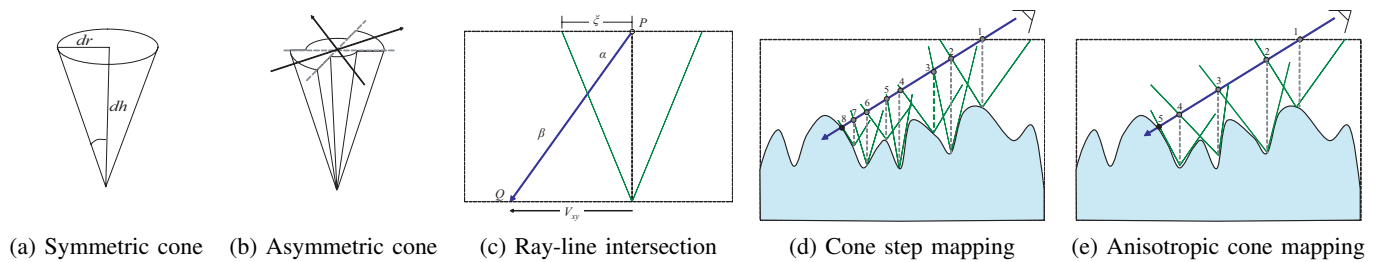 dr
dh
ξ
P
α
β
Q
Vxy
1
2
3
4
5
6
7
8
1
2
3
4
5
(a) Symmetric cone
(b) Asymmetric cone
(c) Ray-line intersection
(d) Cone step mapping
(e) Anisotropic cone mapping